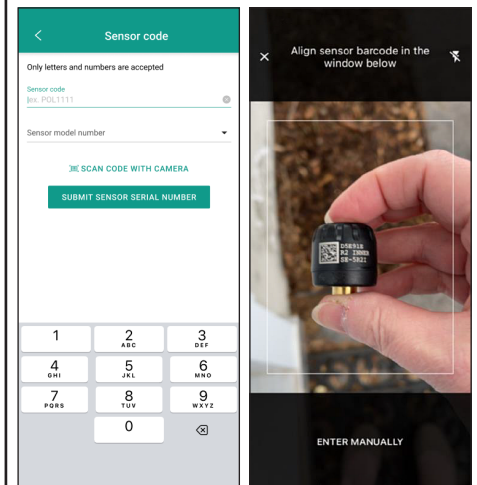 Sensor code
Only letters and numbers are accepted
Sensor code
ex. POL1111
Sensor model number
SCAN CODE WITH CAMERA
SUBMIT SENSOR SERIAL NUMBER
1
2
ABC
3
DEF
4
GHI
5
JKL
6
MNO
7
PQRS
8
TUV
9
WXYZ
0
Align sensor barcode in the
window below
R2 INNER
ENTER MANUALLY